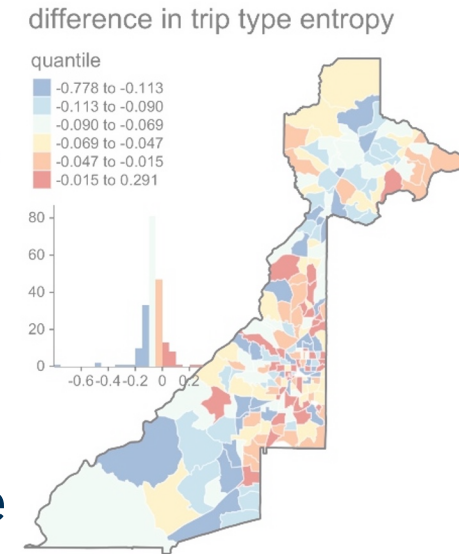 difference in trip type entropy
quantile
-0.778 to -0.113
-0.113 to -0.090
-0.090 to -0.069
-0.069 to -0.047
-0.047 to -0.015
-0.015 to 0.291
80
60
40
20
0
-0.6 -0.4 -0.2 0 0.2
e